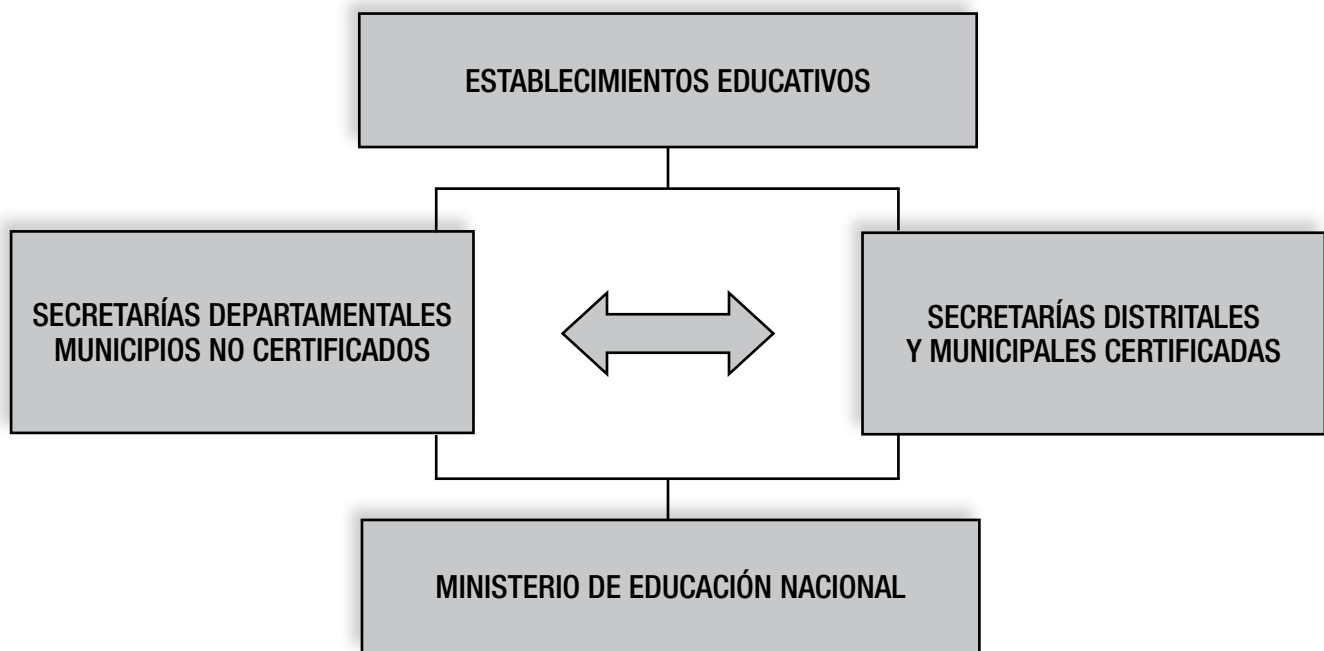 ESTABLECIMIENTOS EDUCATIVOS
SECRETARÍAS DEPARTAMENTALES
MUNICIPIOS NO CERTIFICADOS
SECRETARÍAS DISTRITALES
Y MUNICIPALES CERTIFICADAS
MINISTERIO DE EDUCACIÓN NACIONAL